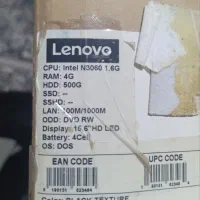 Lenovo
CPU: Intel N3060 1.6G
RAM: 4G
HDD: 500G
SSD: --
SSHD: --
LAN: 100M/1000M
ODD: DVD RW
Display: 15.6"HD LED
Battery: 4Cell
OS: DOS
EAN CODE
UPC CODE
Color: BLACK TEXTURE